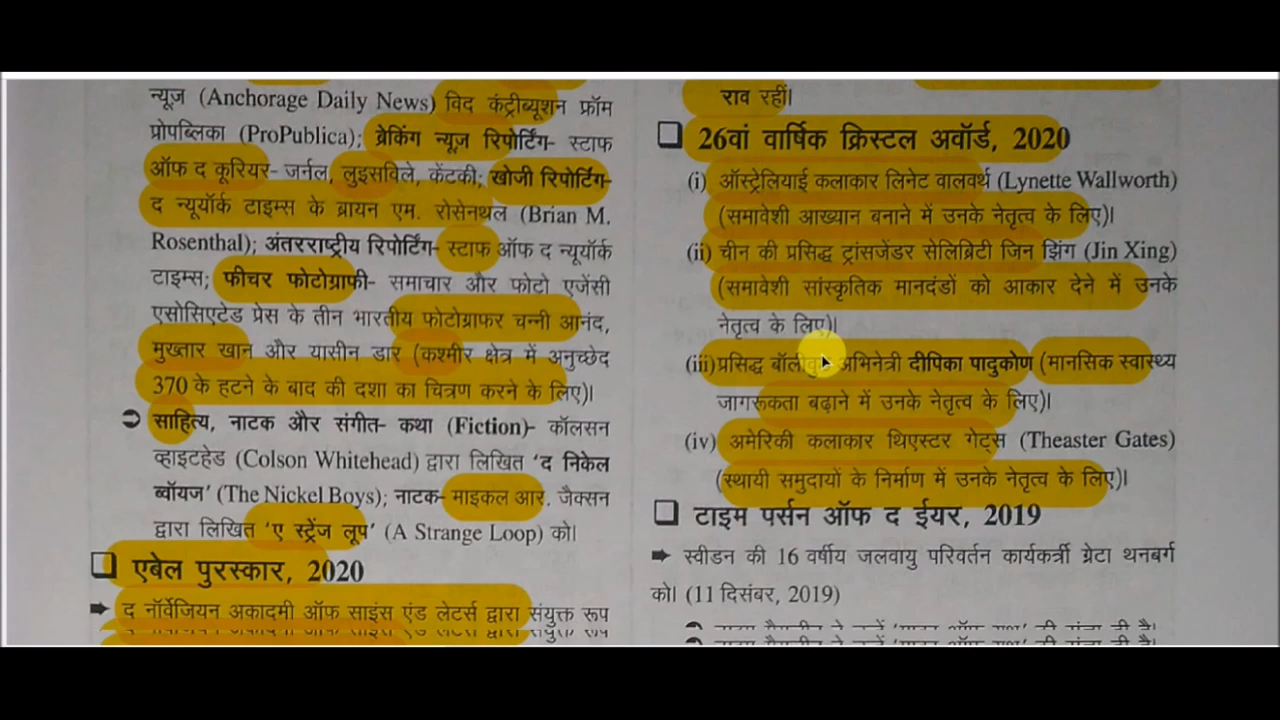 न्यूज़ (Anchorage Daily News) विद कंट्रीब्यूशन फ्रॉम
प्रोपब्लिका (ProPublica); ब्रेकिंग न्यूज़ रिपोर्टिंग- स्टाफ
ऑफ द कूरियर- जर्नल, लुइसविले, केंटकी; खोजी रिपोर्टिंग-
द न्यूयॉर्क टाइम्स के ब्रायन एम. रोसेनथल (Brian M.
Rosenthal); अंतरराष्ट्रीय रिपोर्टिंग- स्टाफ ऑफ द न्यूयॉर्क
टाइम्स; फीचर फोटोग्राफी- समाचार और फोटो एजेंसी
एसोसिएटेड प्रेस के तीन भारतीय फोटोग्राफर चन्नी आनंद,
मुख्तार खान और यासीन डार (कश्मीर क्षेत्र में अनुच्छेद
370 के हटने के बाद की दशा का चित्रण करने के लिए)।
साहित्य, नाटक और संगीत- कथा (Fiction)- कॉलसन
व्हाइटहेड (Colson Whitehead) द्वारा लिखित ‘द निकेल
ब्वॉयज’ (The Nickel Boys); नाटक- माइकल आर. जैक्सन
द्वारा लिखित ‘ए स्ट्रेंज लूप’ (A Strange Loop) को।
एबेल पुरस्कार, 2020
द नॉर्वेजियन अकादमी ऑफ साइंस एंड लेटर्स द्वारा संयुक्त रूप
राव रहीं।
26वां वार्षिक क्रिस्टल अवॉर्ड, 2020
(i) ऑस्ट्रेलियाई कलाकार लिनेट वालवर्थ (Lynette Wallworth)
(समावेशी आख्यान बनाने में उनके नेतृत्व के लिए)।
(ii) चीन की प्रसिद्ध ट्रांसजेंडर सेलिब्रिटी जिन झिंग (Jin Xing)
(समावेशी सांस्कृतिक मानदंडों को आकार देने में उनके
नेतृत्व के लिए)।
(iii) प्रसिद्ध बॉलीवुड अभिनेत्री दीपिका पादुकोण (मानसिक स्वास्थ्य
जागरूकता बढ़ाने में उनके नेतृत्व के लिए)।
(iv) अमेरिकी कलाकार थिएस्टर गेट्स (Theaster Gates)
(स्थायी समुदायों के निर्माण में उनके नेतृत्व के लिए)।
टाइम पर्सन ऑफ द ईयर, 2019
स्वीडन की 16 वर्षीय जलवायु परिवर्तन कार्यकर्त्री ग्रेटा थनबर्ग
को। (11 दिसंबर, 2019)